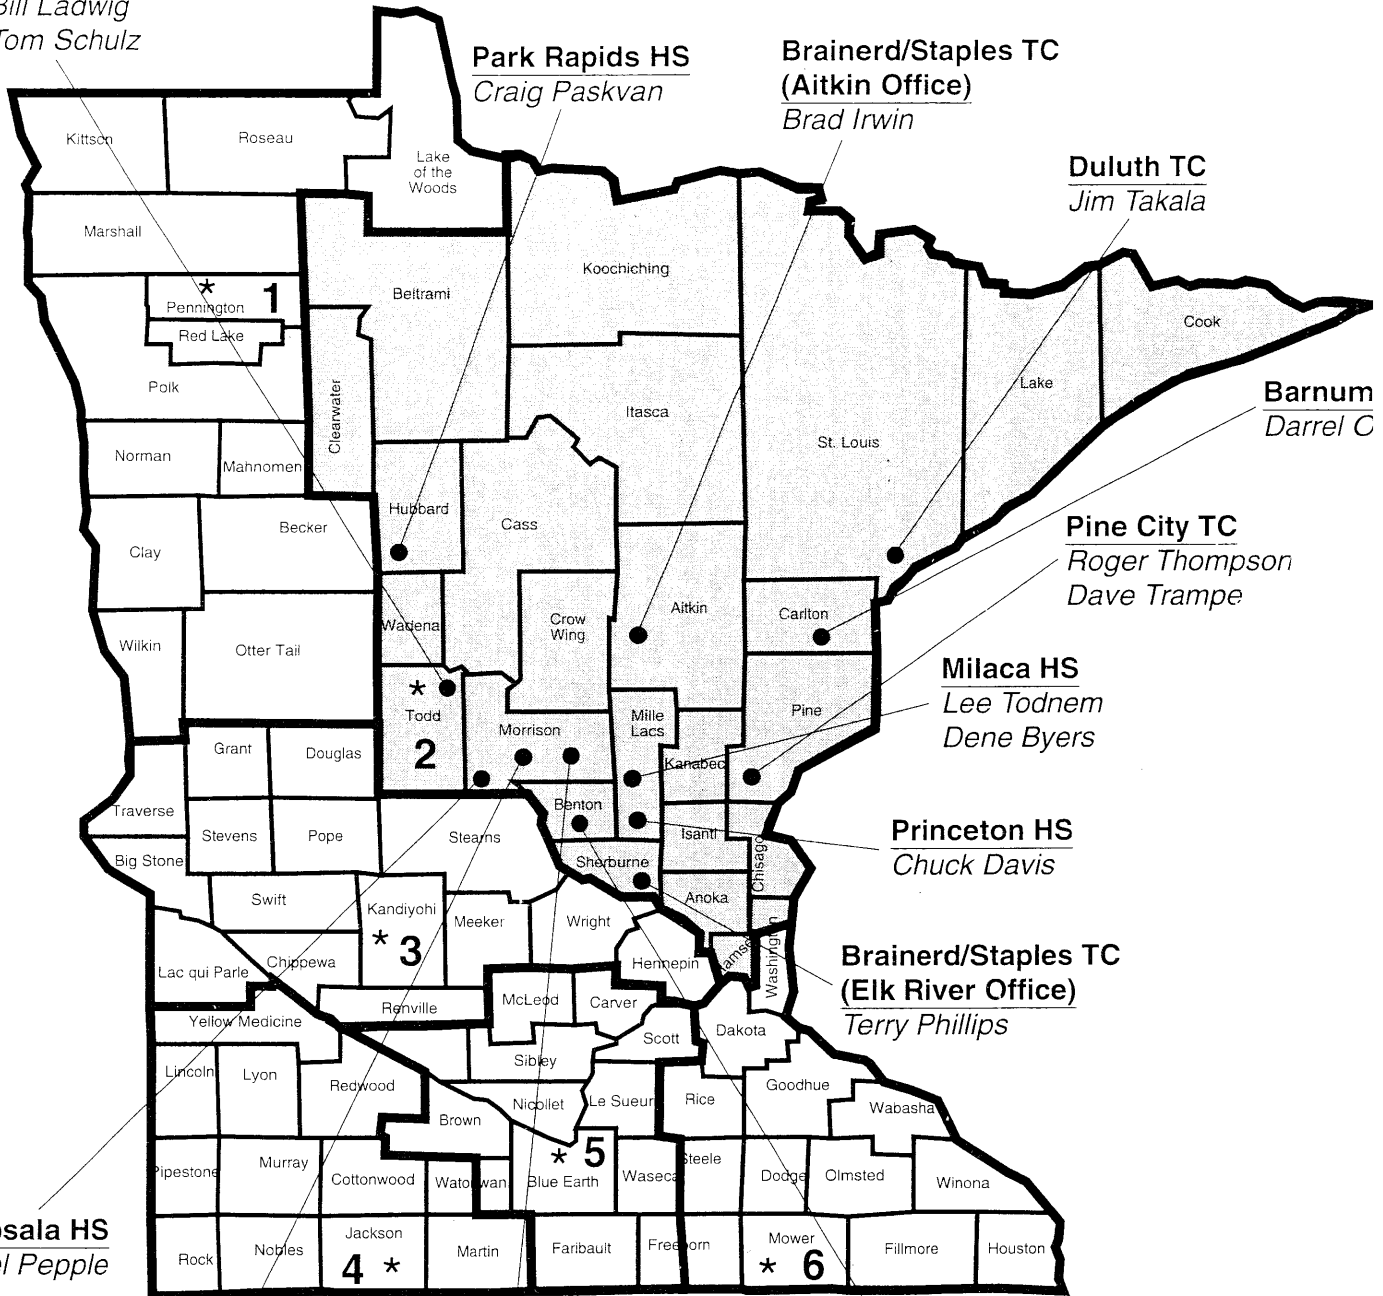 Bill Ladwig
Tom Schulz
Park Rapids HS
Craig Paskvan
Brainerd/Staples TC
(Aitkin Office)
Brad Irwin
Duluth TC
Jim Takala
Barnum
Darrel
Pine City TC
Roger Thompson
Dave Trampe
Milaca HS
Lee Todnem
Dene Byers
Princeton HS
Chuck Davis
Brainerd/Staples TC
(Elk River Office)
Terry Phillips
HS
Pepple
Kittson
Roseau
Lake
of the
Woods
Marshall
Koochiching
Beltrami
* 1
Pennington
Red Lake
Polk
Clearwater
Cook
Lake
Itasca
St. Louis
Norman
Mahnomen
Hubbard
Cass
Becker
Clay
Aitkin
Carlton
Crow
Wing
Wadena
Wilkin
Otter Tail
*
Todd
2
Morrison
Mille
Lacs
Pine
Kanabec
Grant
Douglas
Traverse
Stevens
Pope
Stearns
Benton
Isanti
Big Stone
Sherburne
Chisago
Swift
Kandiyohi
* 3
Meeker
Wright
Anoka
Hennepin
Washington
Lac qui Parle
Chippewa
Renville
McLeod
Carver
Yellow Medicine
Scott
Dakota
Sibley
Lincoln
Lyon
Redwood
Nicollet
Le Sueur
Rice
Goodhue
Wabasha
Brown
* 5
Blue Earth
Pipestone
Murray
Cottonwood
Watonwan
Waseca
Steele
Dodge
Olmsted
Winona
Rock
Nobles
Jackson
4 *
Martin
Faribault
Freeborn
Mower
* 6
Fillmore
Houston